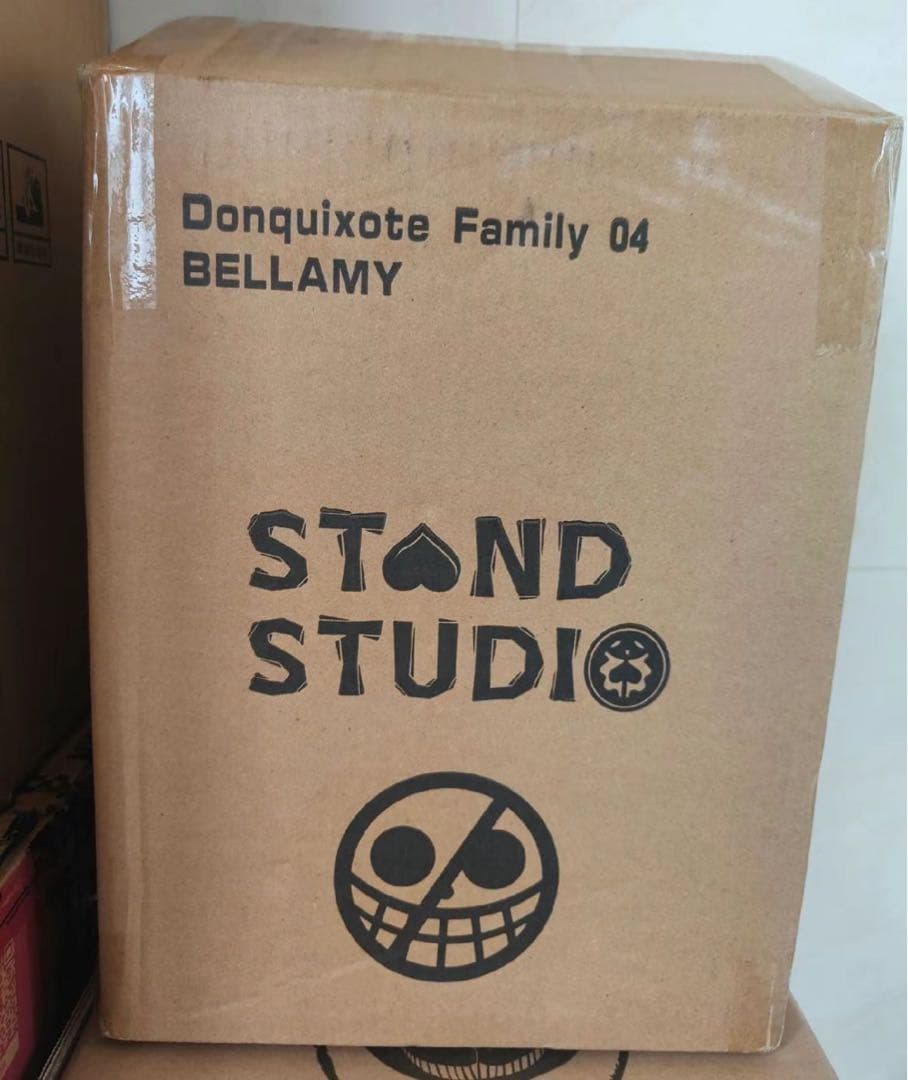 Donquixote Family 04
BELLAMY
STAND
STUDIO